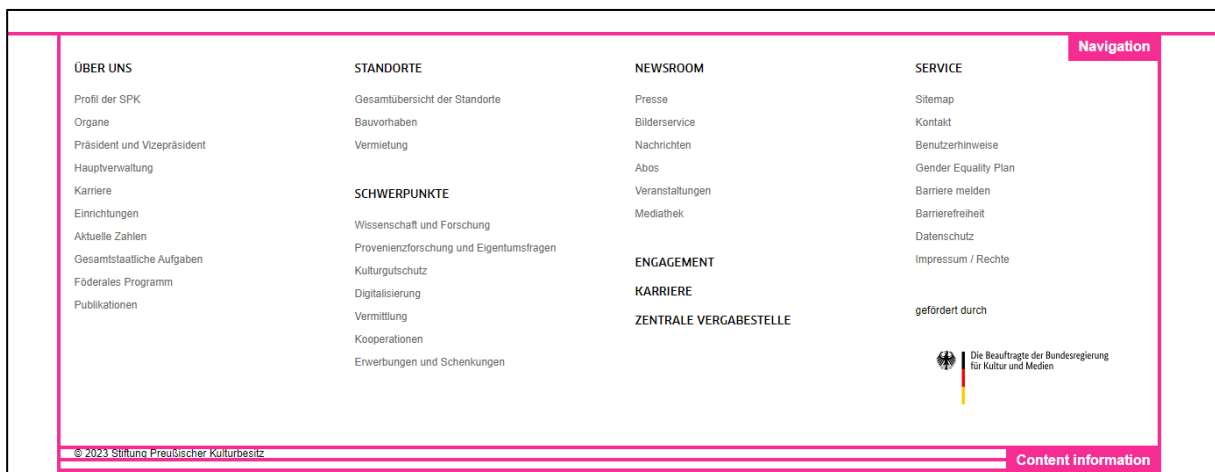 Navigation
ÜBER UNS
Profil der SPK
Organe
Präsident und Vizepräsident
Hauptverwaltung
Karriere
Einrichtungen
Aktuelle Zahlen
Gesamtstaatliche Aufgaben
Föderales Programm
Publikationen
STANDORTE
Gesamtübersicht der Standorte
Bauvorhaben
Vermietung
SCHWERPUNKTE
Wissenschaft und Forschung
Provenienzforschung und Eigentumsfragen
Kulturgutschutz
Digitalisierung
Vermittlung
Kooperationen
Erwerbungen und Schenkungen
NEWSROOM
Presse
Bilderservice
Nachrichten
Abos
Veranstaltungen
Mediathek
ENGAGEMENT
KARRIERE
ZENTRALE VERGABESTELLE
SERVICE
Sitemap
Kontakt
Benutzerhinweise
Gender Equality Plan
Barriere melden
Barrierefreiheit
Datenschutz
Impressum / Rechte
gefördert durch
Die Beauftragte der Bundesregierung
für Kultur und Medien
© 2023 Stiftung Preußischer Kulturbesitz
Content information